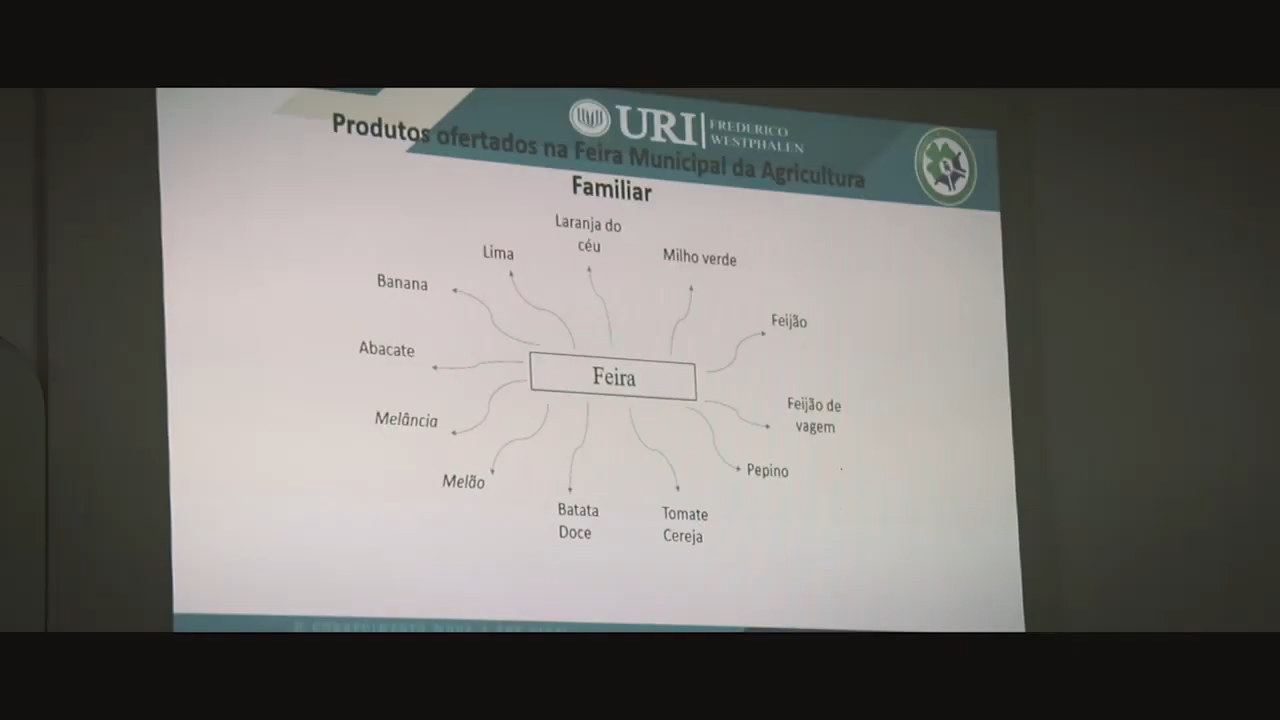 URI
FREDERICO
WESTPHALEN
Produtos ofertados na Feira Municipal da Agricultura
Familiar
Laranja do
céu
Lima
Milho verde
Banana
Feijão
Abacate
Feira
Feijão de
vagem
Melância
Pepino
Melão
Batata
Doce
Tomate
Cereja